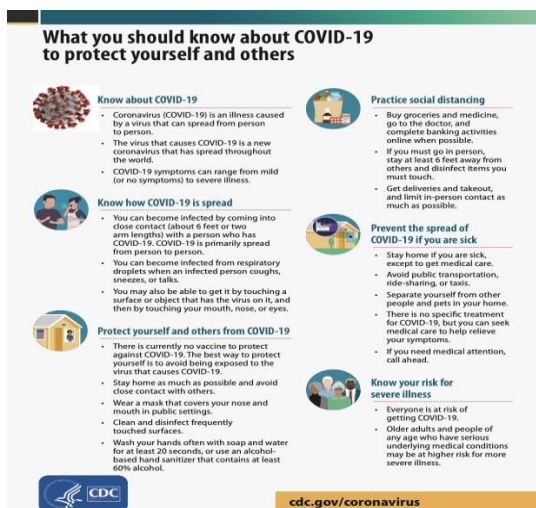 What you should know about COVID-19
to protect yourself and others
Know about COVID-19
• Coronavirus (COVID-19) is an illness caused
by a virus that can spread from person
to person.
• The virus that causes COVID-19 is a new
coronavirus that has spread throughout
the world.
• COVID-19 symptoms can range from mild
(or no symptoms) to severe illness.
Know how COVID-19 is spread
• You can become infected by coming into
close contact (about 6 feet or two
arm lengths) with a person who has
COVID-19. COVID-19 is primarily spread
from person to person.
• You can become infected from respiratory
droplets when an infected person coughs,
sneezes, or talks.
• You may also be able to get it by touching a
surface or object that has the virus on it, and
then by touching your mouth, nose, or eyes.
Protect yourself and others from COVID-19
• There is currently no vaccine to protect
against COVID-19. The best way to protect
yourself is to avoid being exposed to the
virus that causes COVID-19.
• Stay home as much as possible and avoid
close contact with others.
• Wear a mask that covers your nose and
mouth in public settings.
• Clean and disinfect frequently
touched surfaces.
• Wash your hands often with soap and water
for at least 20 seconds, or use an alcohol-
based hand sanitizer that contains at least
60% alcohol.
Practice social distancing
• Buy groceries and medicine,
go to the doctor, and
complete banking activities
online when possible.
• If you must go in person,
stay at least 6 feet away from
others and disinfect items you
must touch.
• Get deliveries and takeout,
and limit in-person contact as
much as possible.
Prevent the spread of
COVID-19 if you are sick
• Stay home if you are sick,
except to get medical care.
• Avoid public transportation,
ride-sharing, or taxis.
• Separate yourself from other
people and pets in your home.
• There is no specific treatment
for COVID-19, but you can seek
medical care to help relieve
your symptoms.
• If you need medical attention,
call ahead.
Know your risk for
severe illness
• Everyone is at risk of
getting COVID-19.
• Older adults and people of
any age who have serious
underlying medical conditions
may be at higher risk for more
severe illness.
CDC
cdc.gov/coronavirus